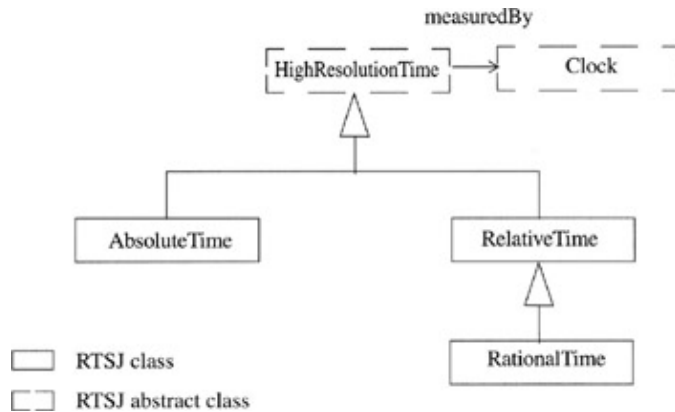 measuredBy
HighResolutionTime
Clock
AbsoluteTime
RelativeTime
RationalTime
RTSJ class
RTSJ abstract class